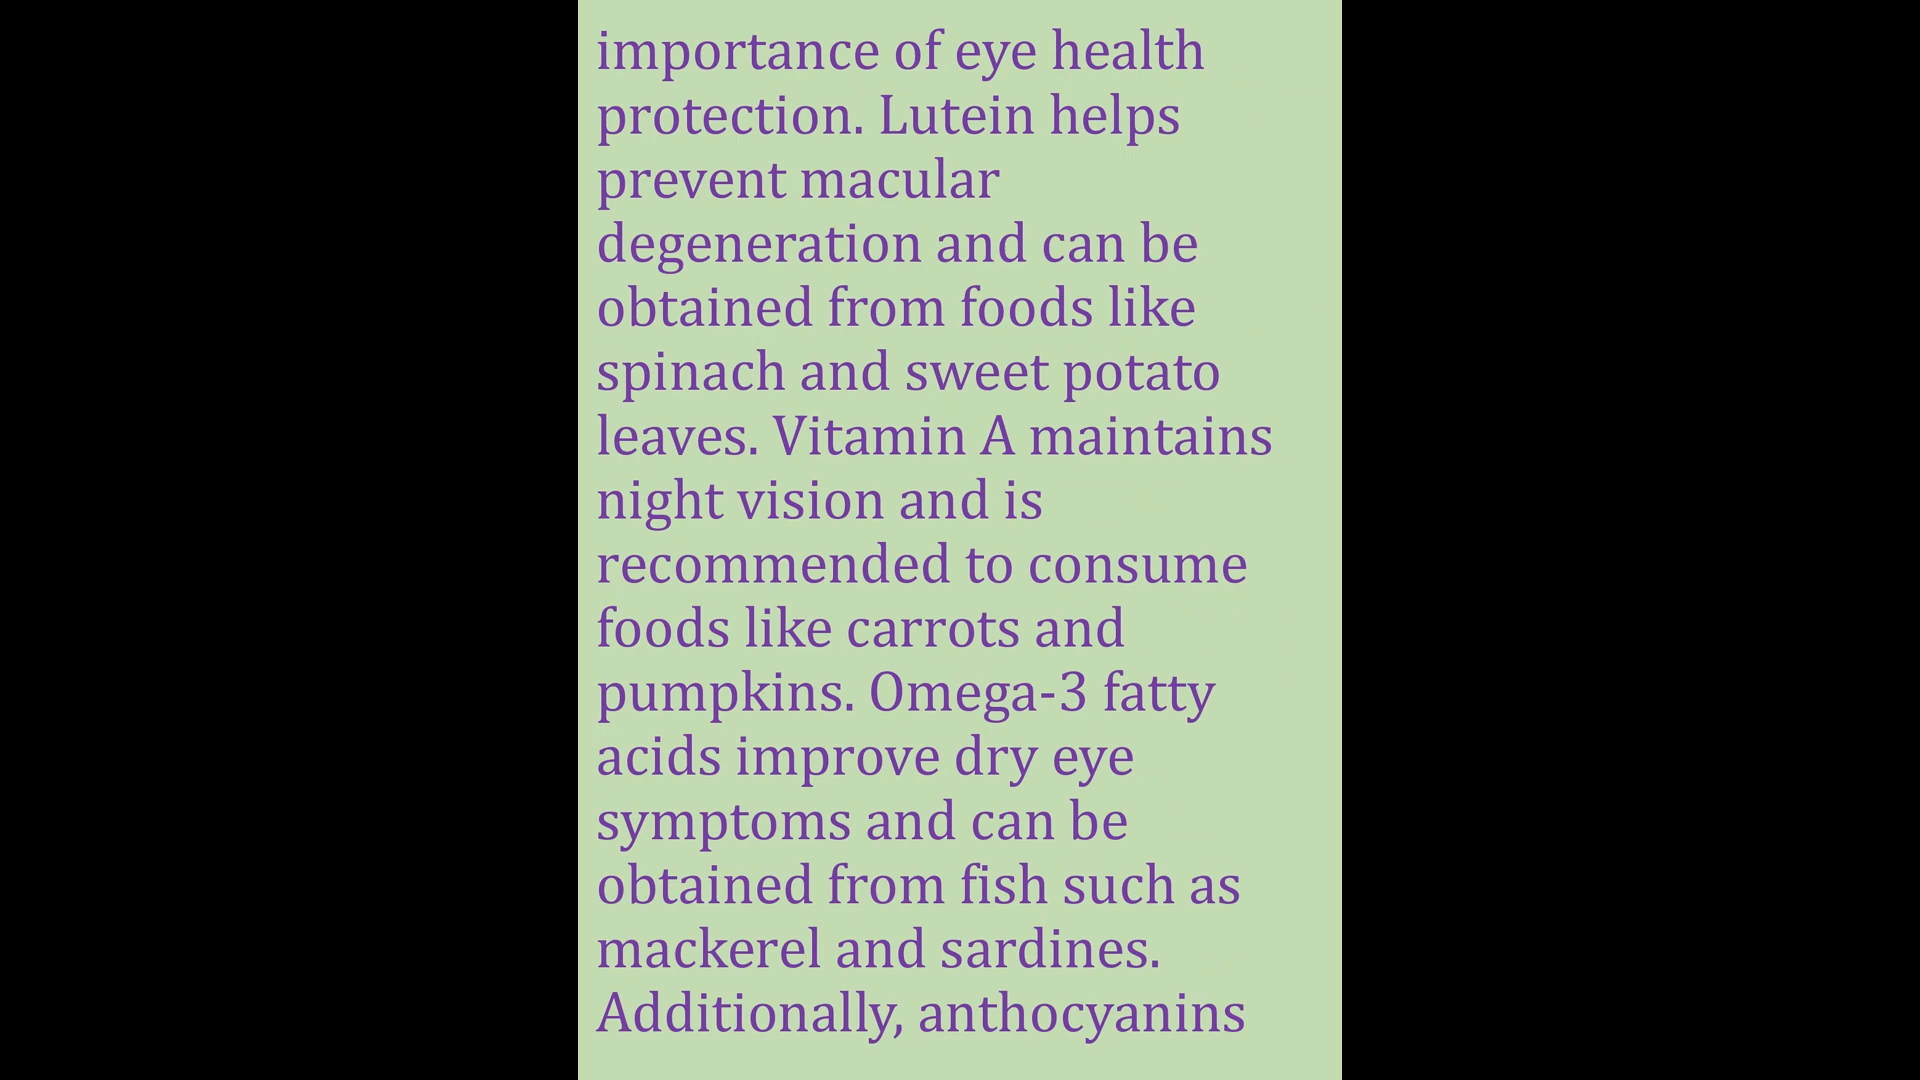 importance of eye health
protection. Lutein helps
prevent macular
degeneration and can be
obtained from foods like
spinach and sweet potato
leaves. Vitamin A maintains
night vision and is
recommended to consume
foods like carrots and
pumpkins. Omega-3 fatty
acids improve dry eye
symptoms and can be
obtained from fish such as
mackerel and sardines.
Additionally, anthocyanins